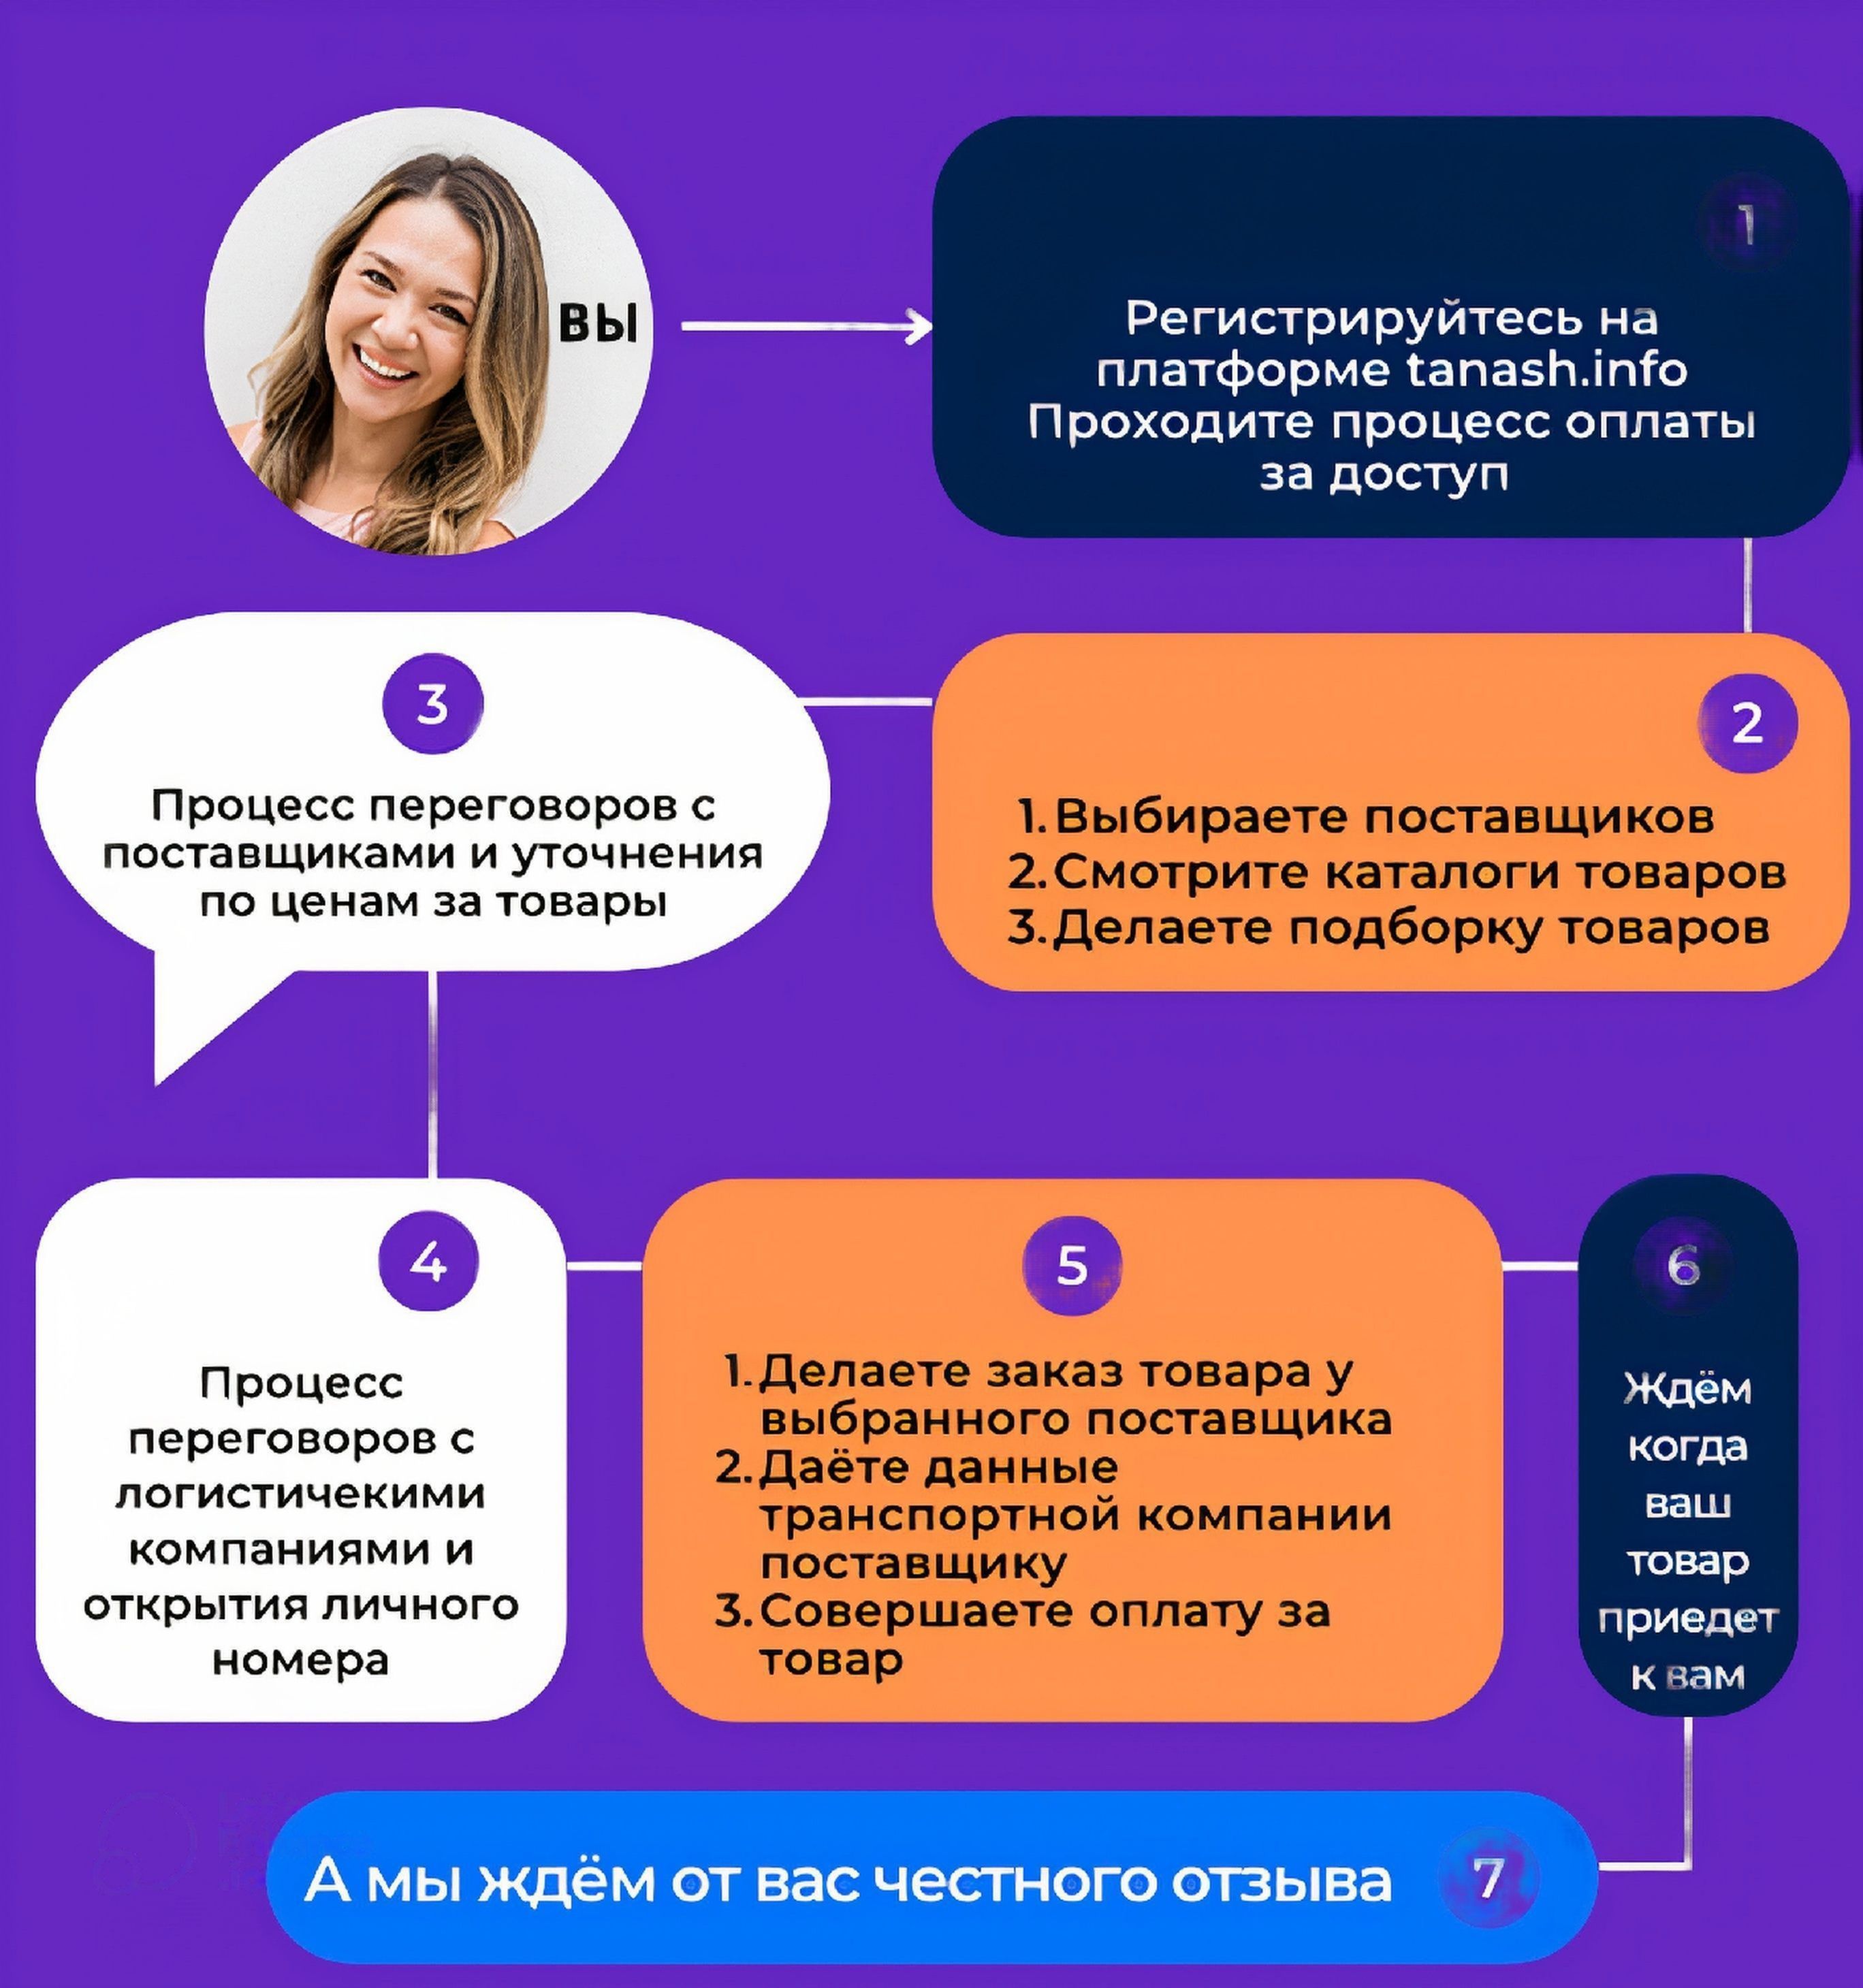 ВЫ
1
Регистрируйтесь на
платформе tanash.info
Проходите процесс оплаты
за доступ
2
1.Выбираете поставщиков
2.Смотрите каталоги товаров
3.Делаете подборку товаров
3
Процесс переговоров с
поставщиками и уточнения
по ценам за товары
4
Процесс
переговоров с
логистичекими
компаниями и
открытия личного
номера
5
1.Делаете заказ товара у
выбранного поставщика
2.Даёте данные
транспортной компании
поставщику
3.Совершаете оплату за
товар
6
Ждём
когда
ваш
товар
приедет
к вам
А мы ждём от вас честного отзыва 7